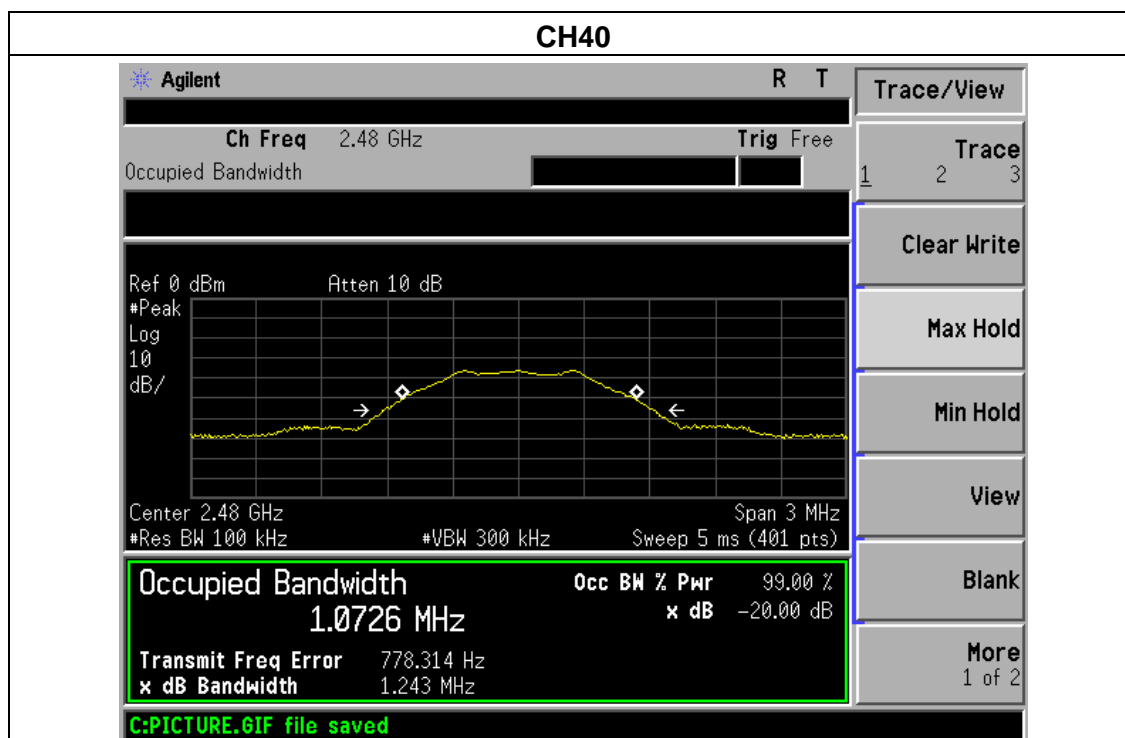 CH40
Agilent R T
Ch Freq 2.48 GHz Trig Free
Occupied Bandwidth
Ref 0 dBm Atten 10 dB
#Peak
Log
10
dB/
Center 2.48 GHz Span 3 MHz
#Res BW 100 kHz #VBW 300 kHz Sweep 5 ms (401 pts)
Occupied Bandwidth Occ BW % Pwr 99.00 %
1.0726 MHz x dB -20.00 dB
Transmit Freq Error 778.314 Hz
x dB Bandwidth 1.243 MHz
C:PICTURE.GIF file saved
Trace/View
Trace
1 2 3
Clear Write
Max Hold
Min Hold
View
Blank
More
1 of 2